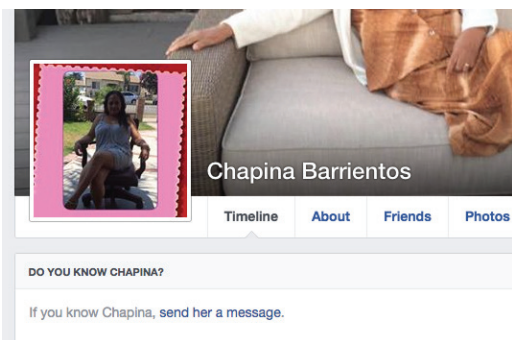 Chapina Barrientos
Timeline About Friends Photos
DO YOU KNOW CHAPINA?
If you know Chapina, send her a message.